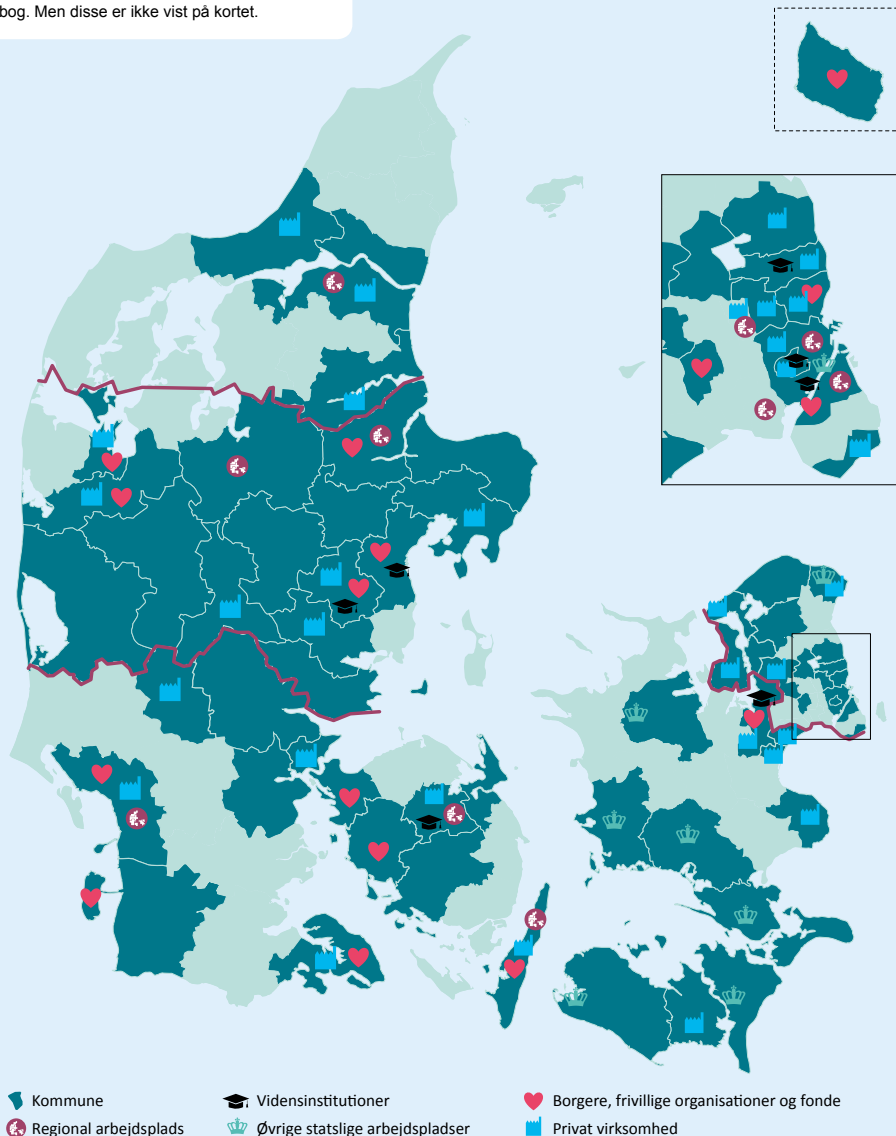 bog. Men disse er ikke vist på kortet.
Kommune
Vidensinstitutioner
Borgere, frivillige organisationer og fonde
Regional arbejdsplads
Øvrige statslige arbejdspladser
Privat virksomhed